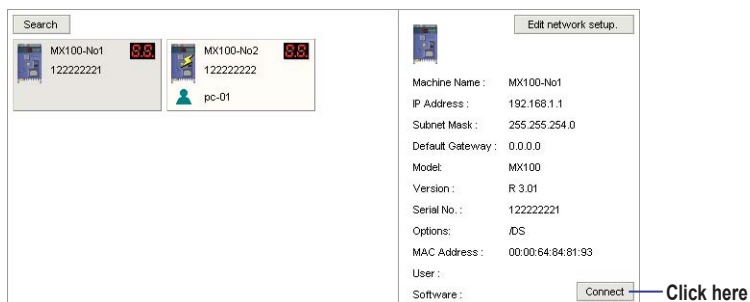 Search
MX100-No1 8.8.
122222221
MX100-No2 8.8.
122222222
pc-01
Edit network setup.
Machine Name : MX100-No1
IP Address : 192.168.1.1
Subnet Mask : 255.255.254.0
Default Gateway : 0.0.0.0
Model: MX100
Version : R 3.01
Serial No. : 122222221
Options: /DS
MAC Address : 00:00:64:84:81:93
User :
Software :
Connect
Click here